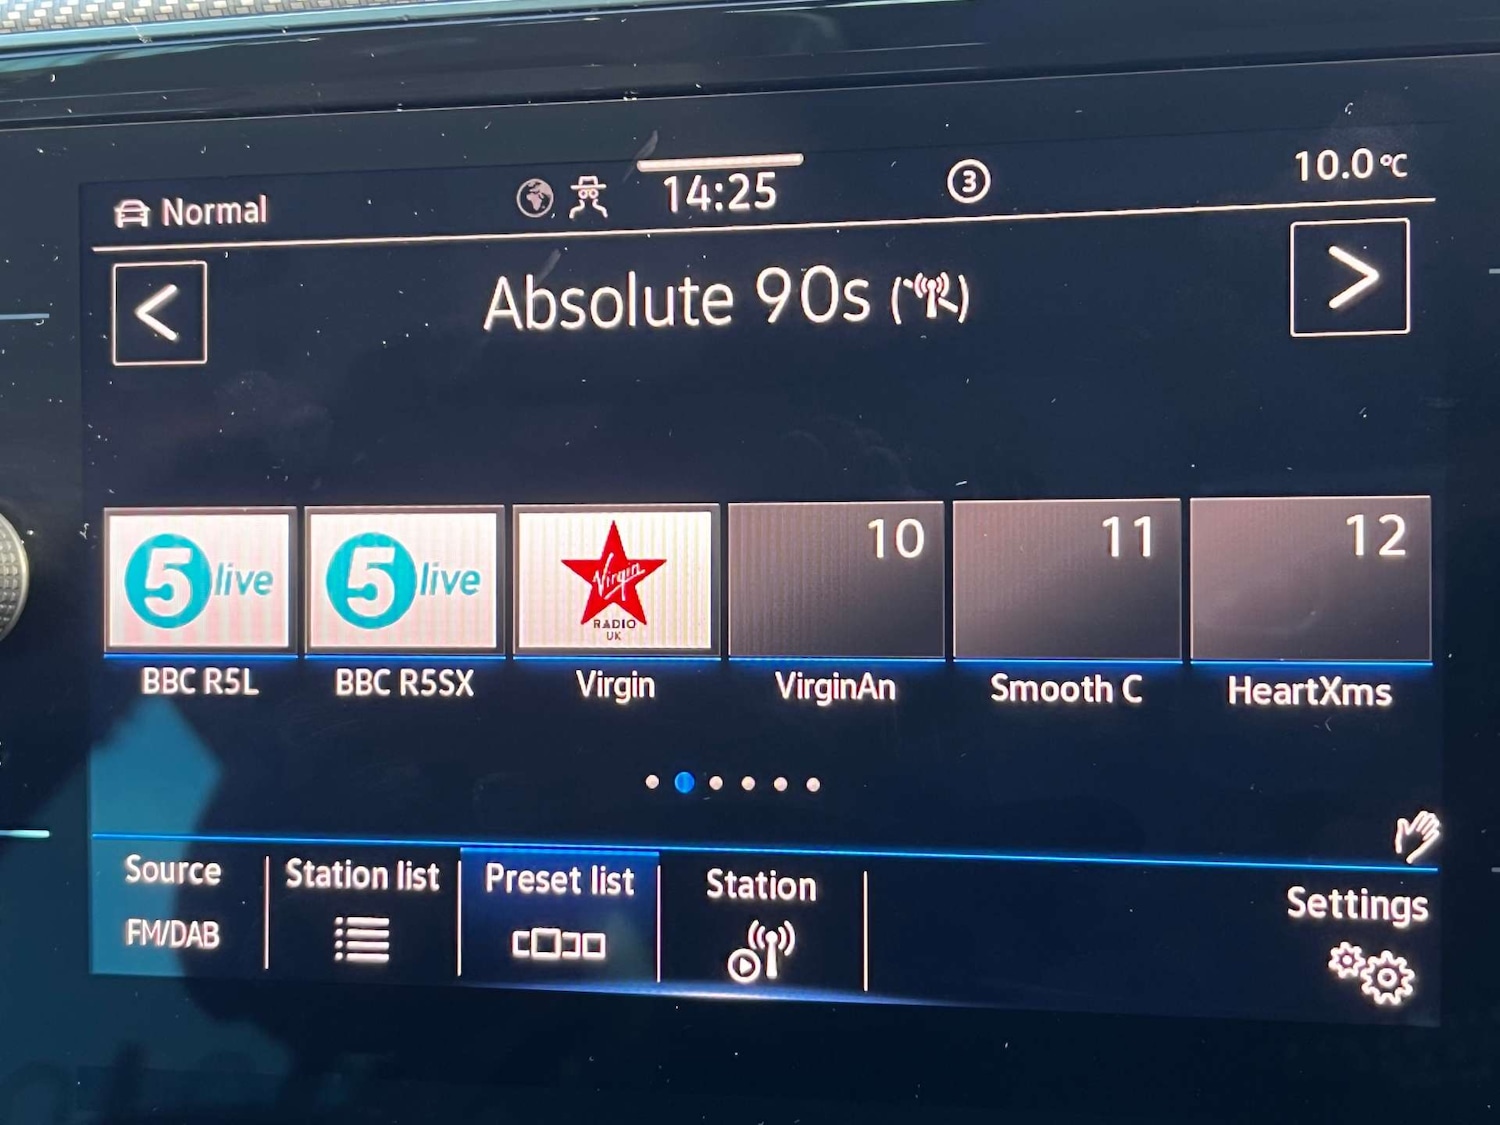 Normal
14:25
3
10.0°C
<
Absolute 90s
>
5 live
5 live
Virgin
RADIO
UK
10
11
12
BBC R5L
BBC R5SX
Virgin
VirginAn
Smooth C
HeartXms
Source
FM/DAB
Station list
Preset list
Station
Settings